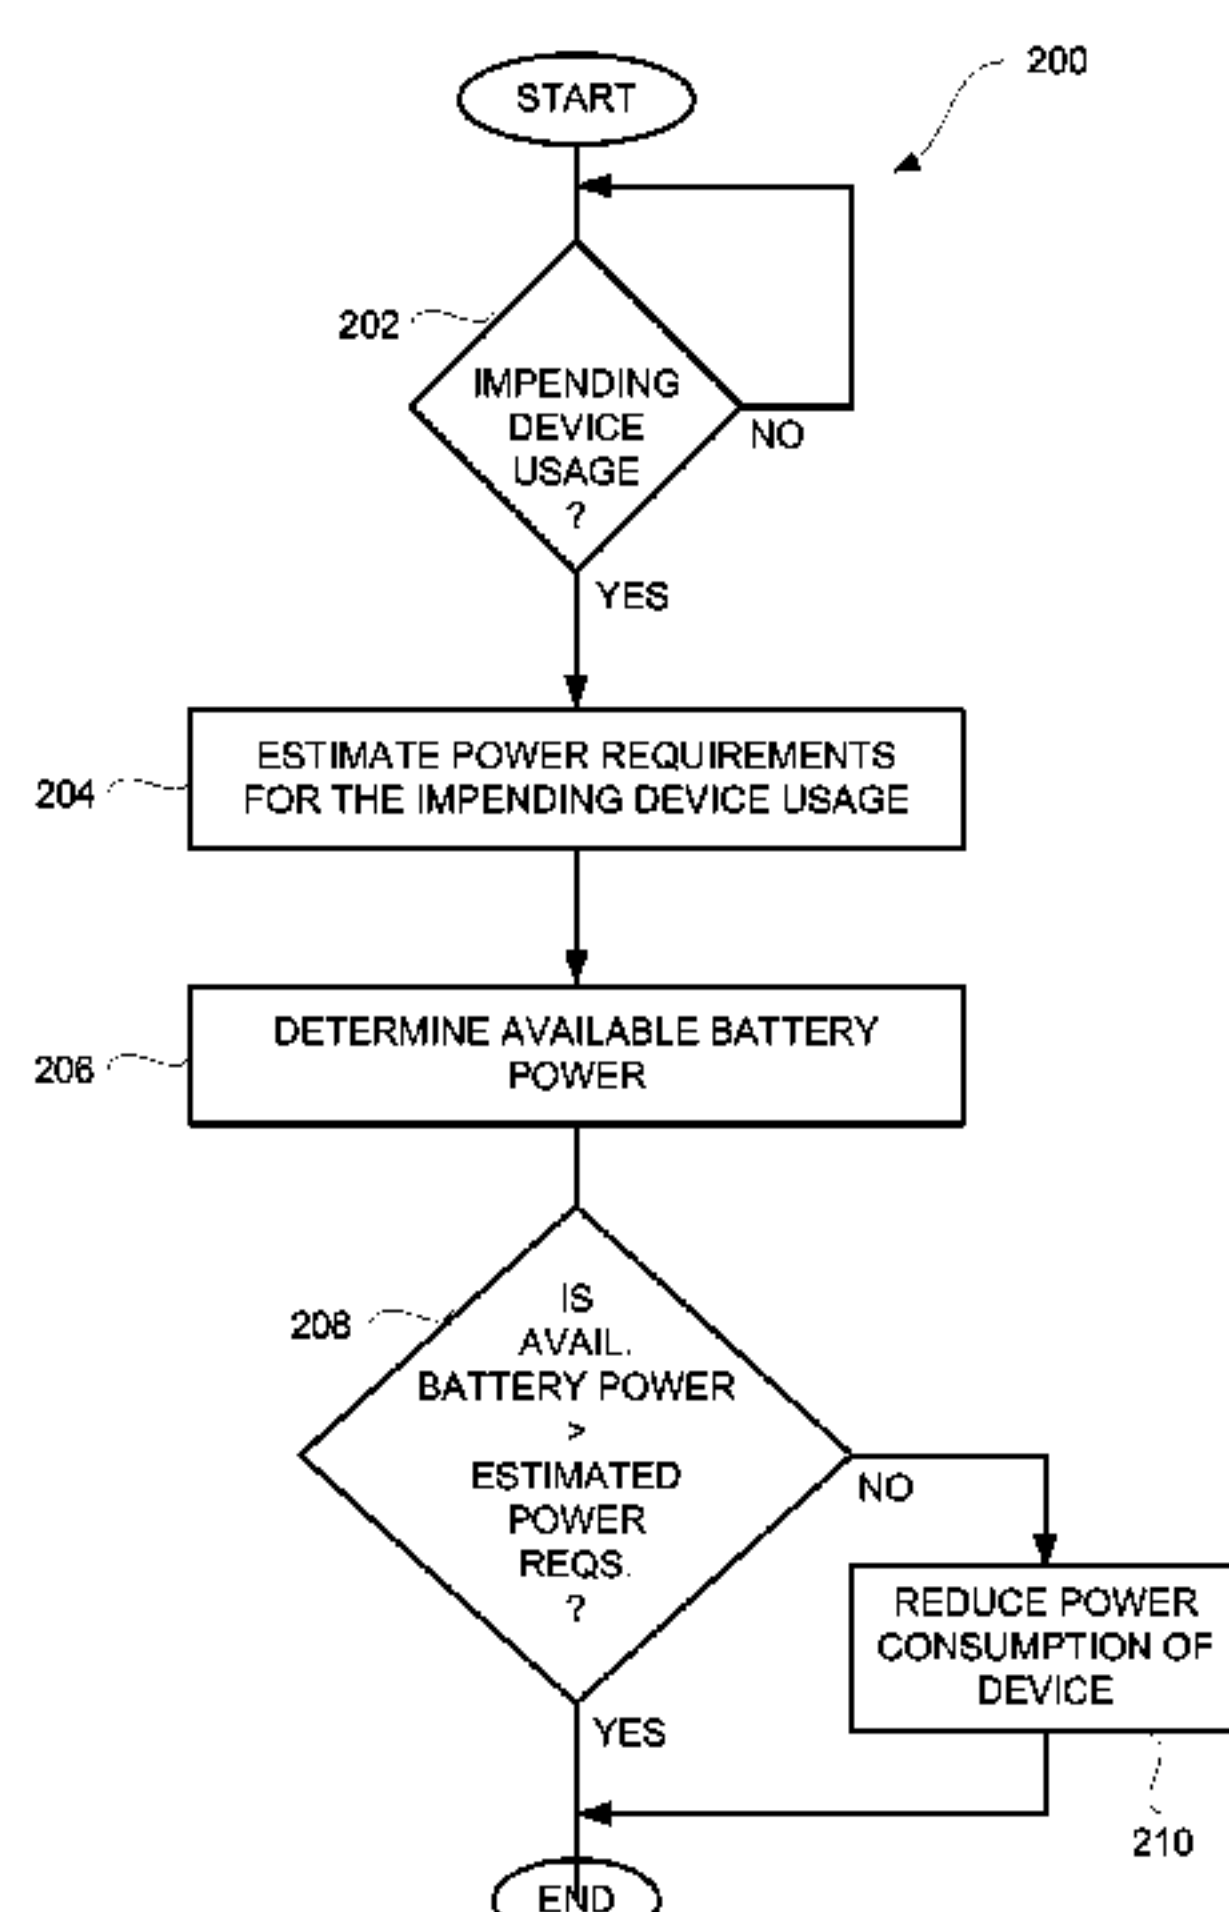 START
200
202
IMPENDING
DEVICE
USAGE
?
NO
YES
204
ESTIMATE POWER REQUIREMENTS
FOR THE IMPENDING DEVICE USAGE
206
DETERMINE AVAILABLE BATTERY
POWER
208
IS
AVAIL.
BATTERY POWER
>
ESTIMATED
POWER
REQS.
?
NO
REDUCE POWER
CONSUMPTION OF
DEVICE
YES
210
END